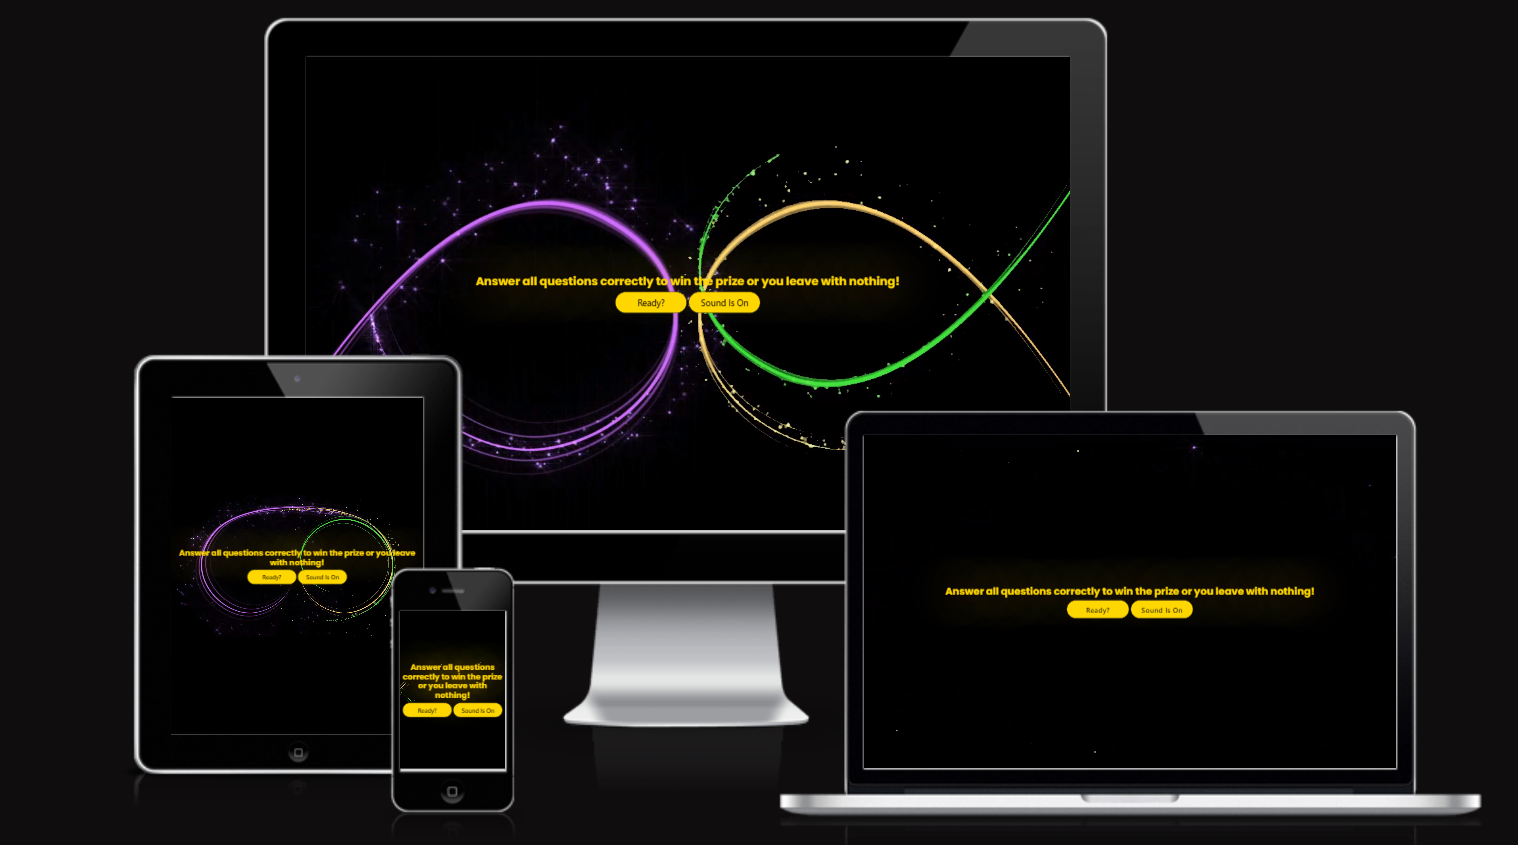 Answer all questions correctly to win the prize or you leave with nothing!
Ready?
Sound Is On
Answer all questions correctly to win the prize or you leave
with nothing!
Ready?
Sound Is On
Answer all questions
correctly to win the prize
or you leave with
nothing!
Ready?
Sound Is On
Answer all questions correctly to win the prize or you leave with nothing!
Ready?
Sound Is On